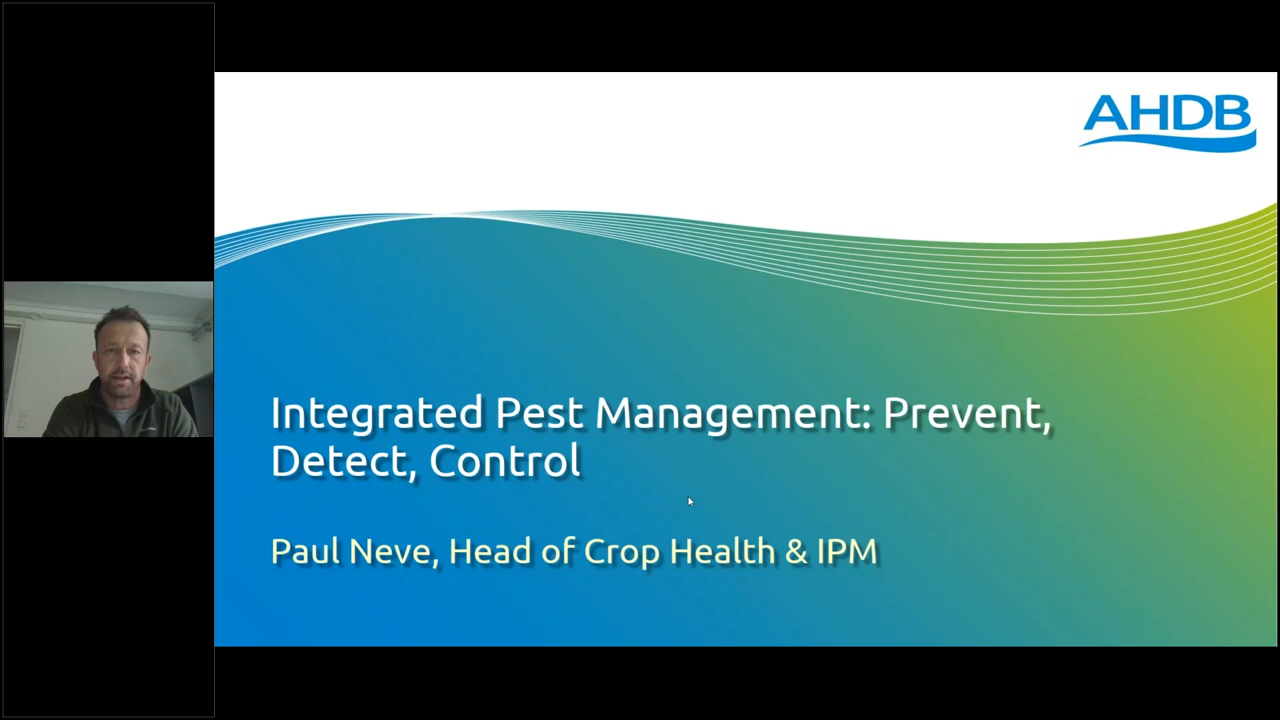 AHDB
Integrated Pest Management: Prevent,
Detect, Control
Paul Neve, Head of Crop Health & IPM